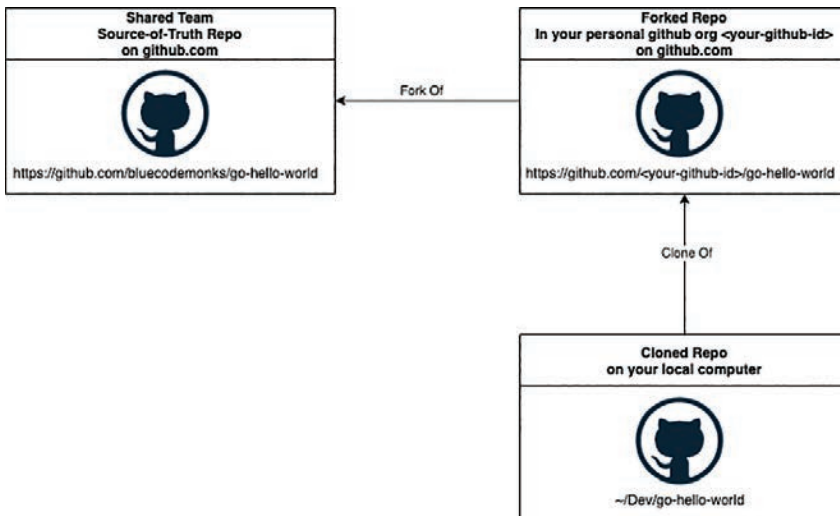 Shared Team
Source-of-Truth Repo
on github.com
https://github.com/bluecodemonks/go-hello-world
Fork Of
Forked Repo
In your personal github org <your-github-id>
on github.com
https://github.com/<your-github-id>/go-hello-world
Clone Of
Cloned Repo
on your local computer
~/Dev/go-hello-world